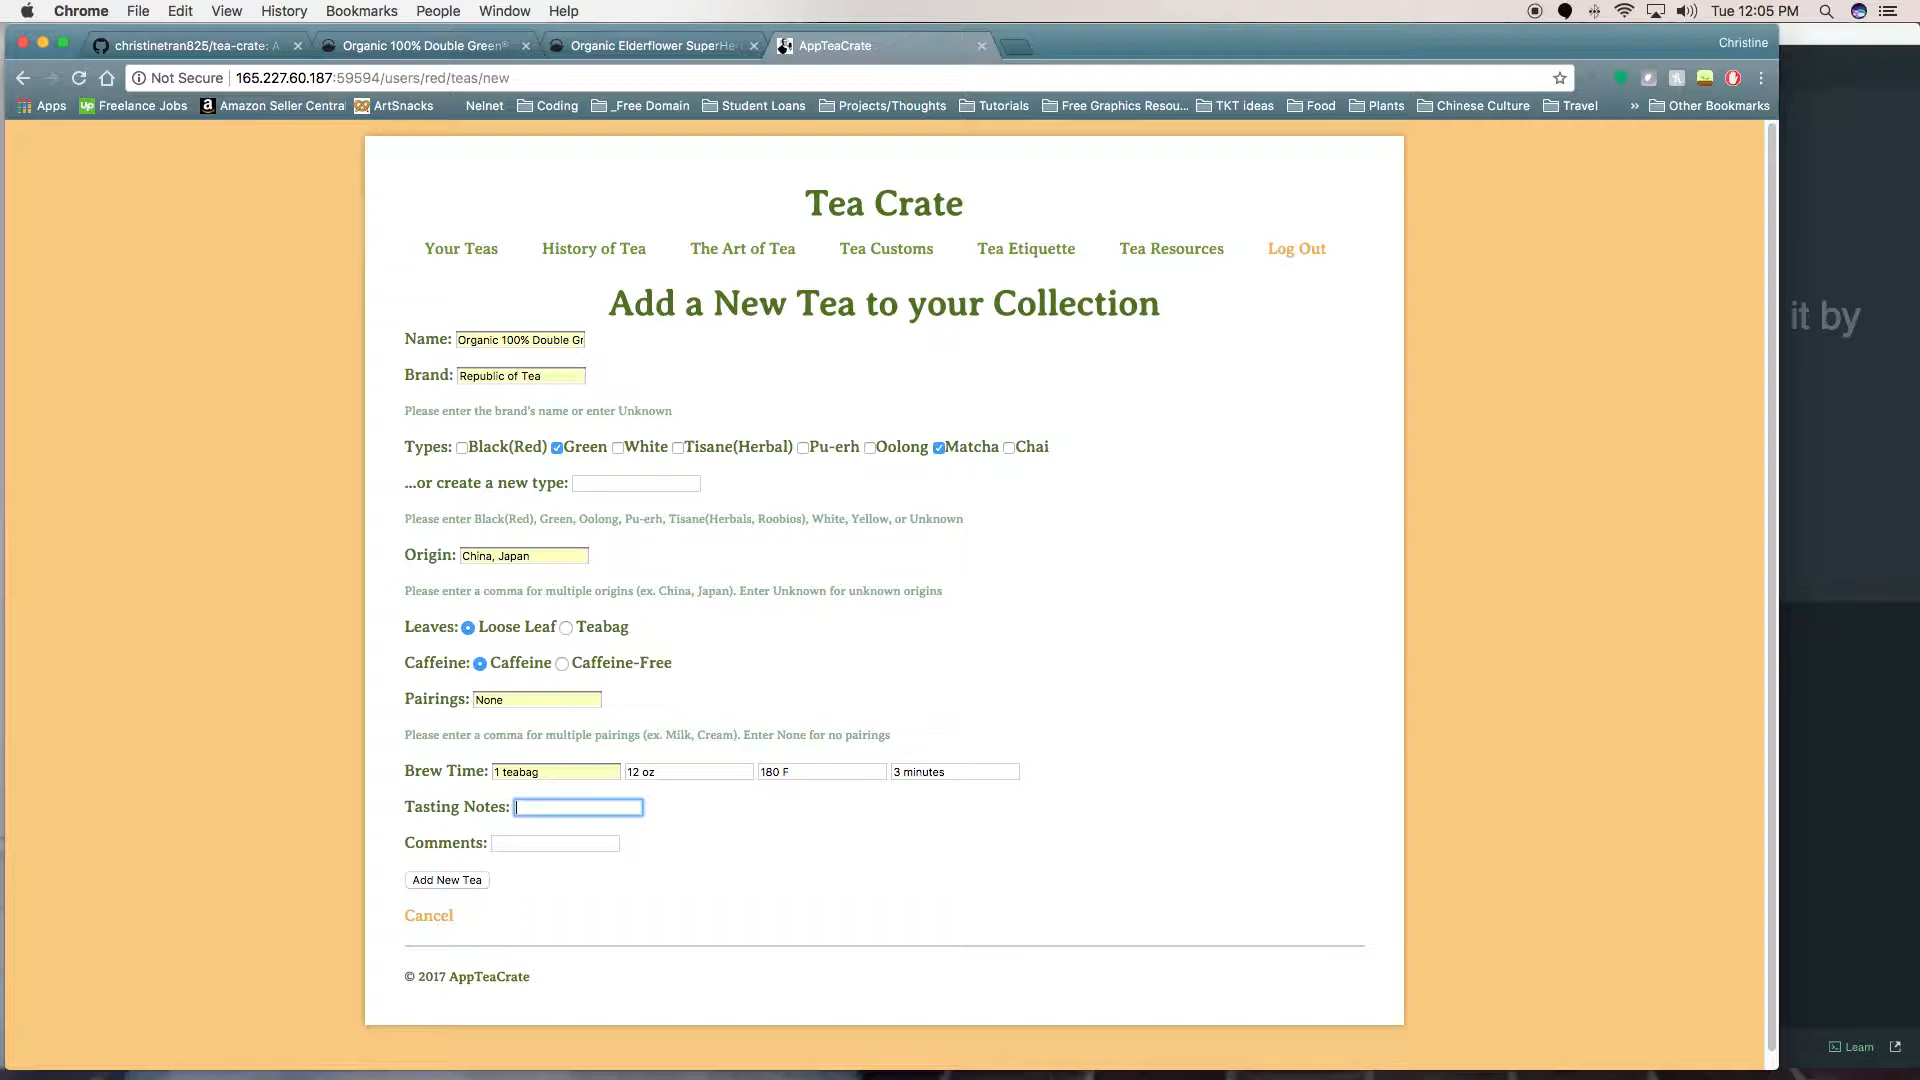 Chrome File Edit View History Bookmarks People Window Help Tue 12:05 PM
christinetran825/tea-crate: A Organic 100% Double Green® Organic Elderflower SuperHe AppTeaCrate Christine
Not Secure 165.227.60.187:59594/users/red/teas/new
Apps Freelance Jobs Amazon Seller Central ArtSnacks Nelnet Coding _Free Domain Student Loans Projects/Thoughts Tutorials Free Graphics Resou... TKT ideas Food Plants Chinese Culture Travel » Other Bookmarks
Tea Crate
Your Teas History of Tea The Art of Tea Tea Customs Tea Etiquette Tea Resources Log Out
Add a New Tea to your Collection
it by
Name: Organic 100% Double Gr
Brand: Republic of Tea
Please enter the brand's name or enter Unknown
Types: Black(Red) Green White Tisane(Herbal) Pu-erh Oolong Matcha Chai
...or create a new type:
Please enter Black(Red), Green, Oolong, Pu-erh, Tisane(Herbals, Roobios), White, Yellow, or Unknown
Origin: China, Japan
Please enter a comma for multiple origins (ex. China, Japan). Enter Unknown for unknown origins
Leaves: Loose Leaf Teabag
Caffeine: Caffeine Caffeine-Free
Pairings: None
Please enter a comma for multiple pairings (ex. Milk, Cream). Enter None for no pairings
Brew Time: 1 teabag 12 oz 180 F 3 minutes
Tasting Notes:
Comments:
Add New Tea
Cancel
© 2017 AppTeaCrate
Learn